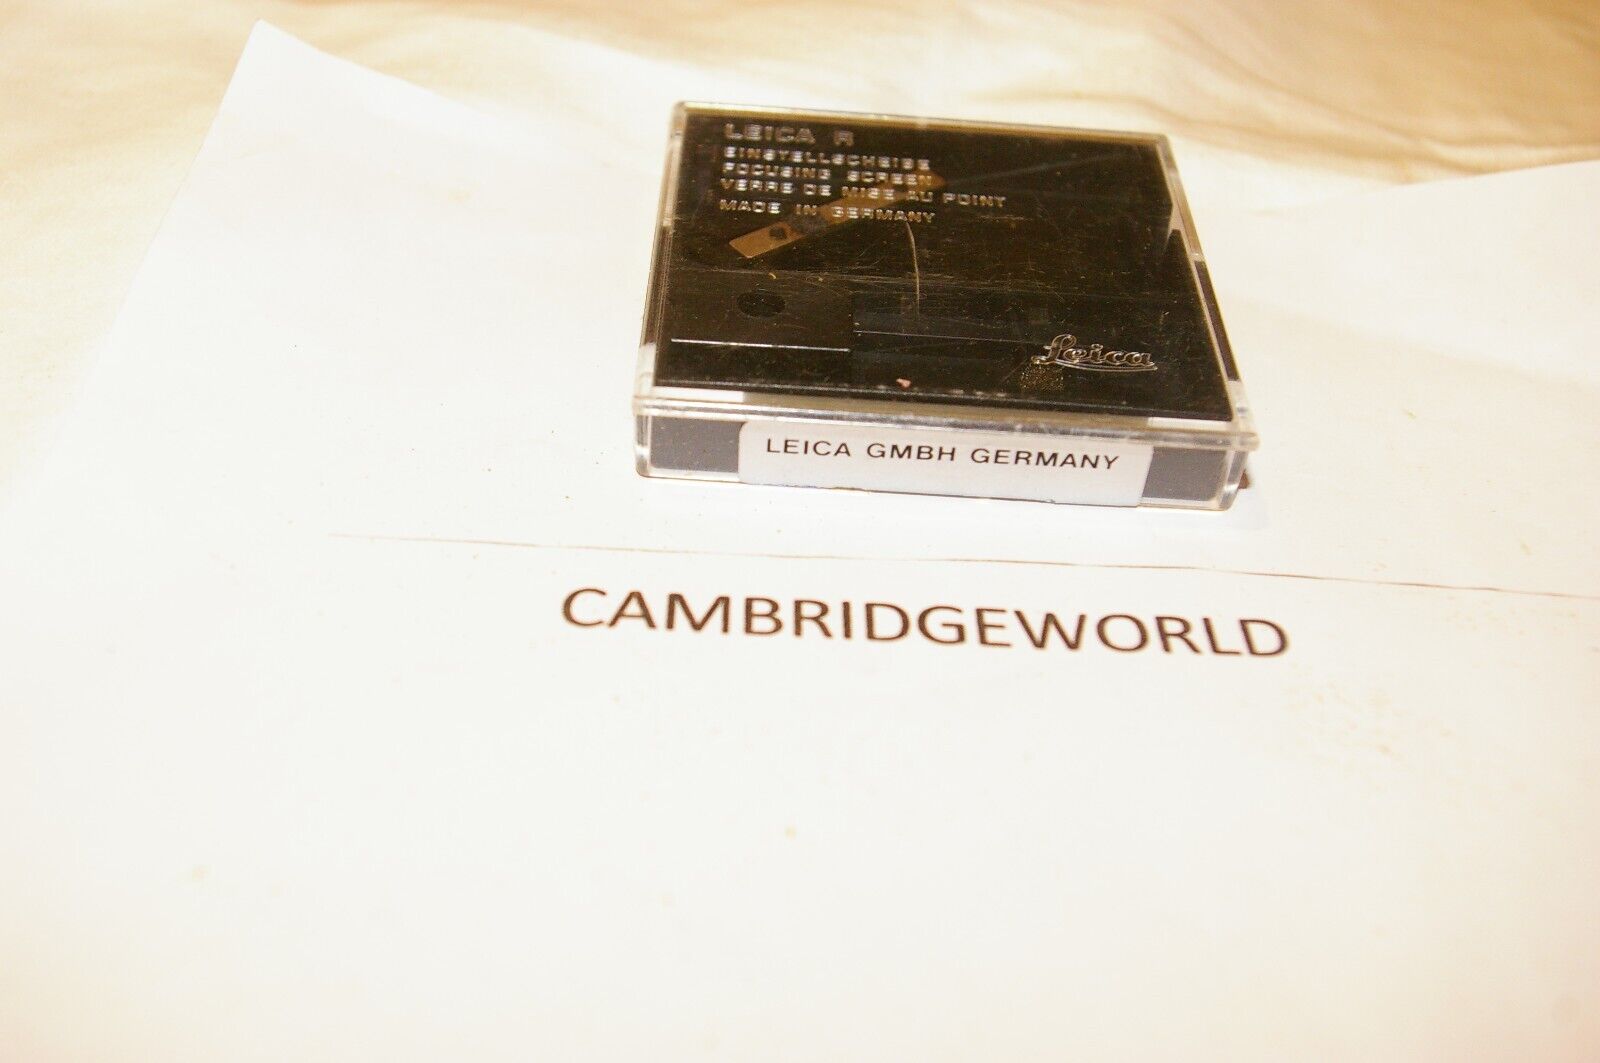 LEICA R
EINSTELLSCHEIBE
FOCUSING SCREEN
VERRE DE MISE AU POINT
MADE IN GERMANY
Leica
LEICA GMBH GERMANY
CAMBRIDGEWORLD